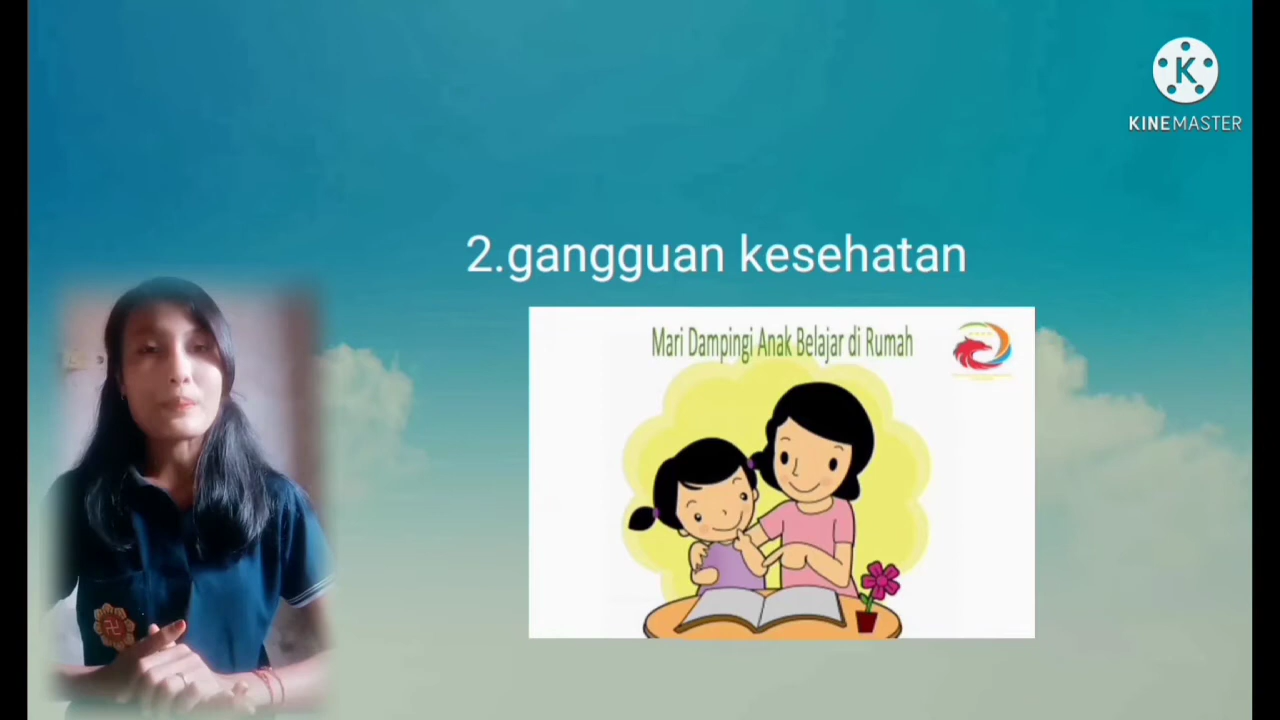 KINEMASTER
2.gangguan kesehatan
Mari Dampingi Anak Belajar di Rumah